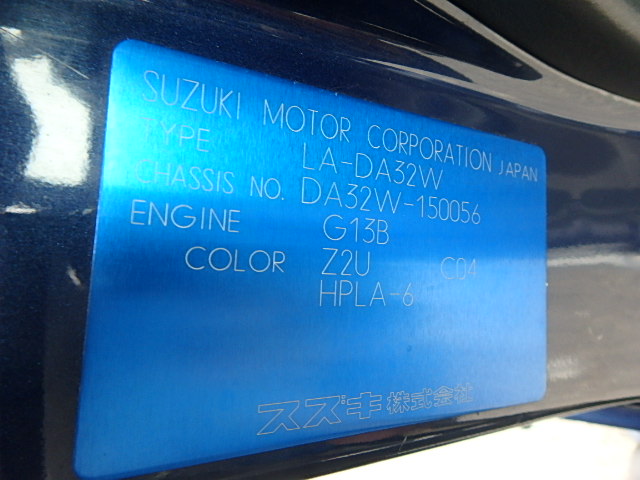 SUZUKI MOTOR CORPORATION JAPAN
TYPE LA-DA32W
CHASSIS NO. DA32W-150056
ENGINE G13B
COLOR Z2U C04
HPLA-6
スズキ株式会社